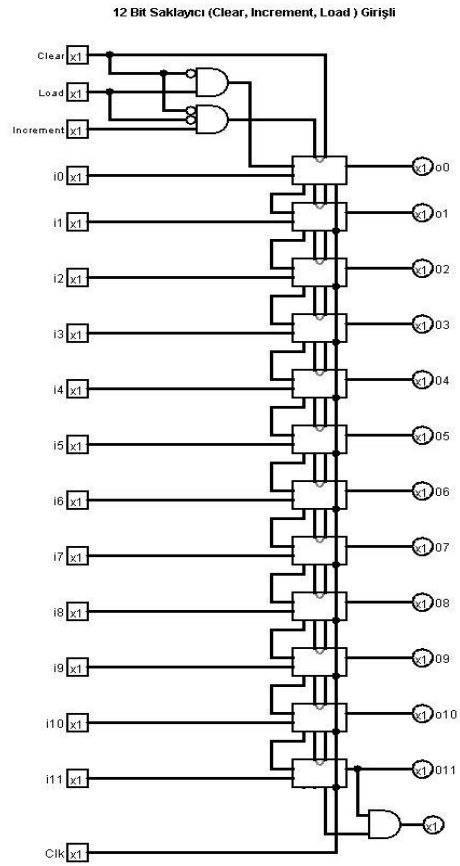 12 Bit Saklayıcı (Clear, Increment, Load ) Girişli
Clear x1
Load x1
Increment x1
i0 x1 x1 o0
i1 x1 x1 o1
i2 x1 x1 02
i3 x1 x1 03
i4 x1 x1 04
i5 x1 x1 05
i6 x1 x1 06
i7 x1 x1 07
i8 x1 x1 08
i9 x1 x1 09
i10 x1 x1 o10
i11 x1 x1 011
x1
Clk x1